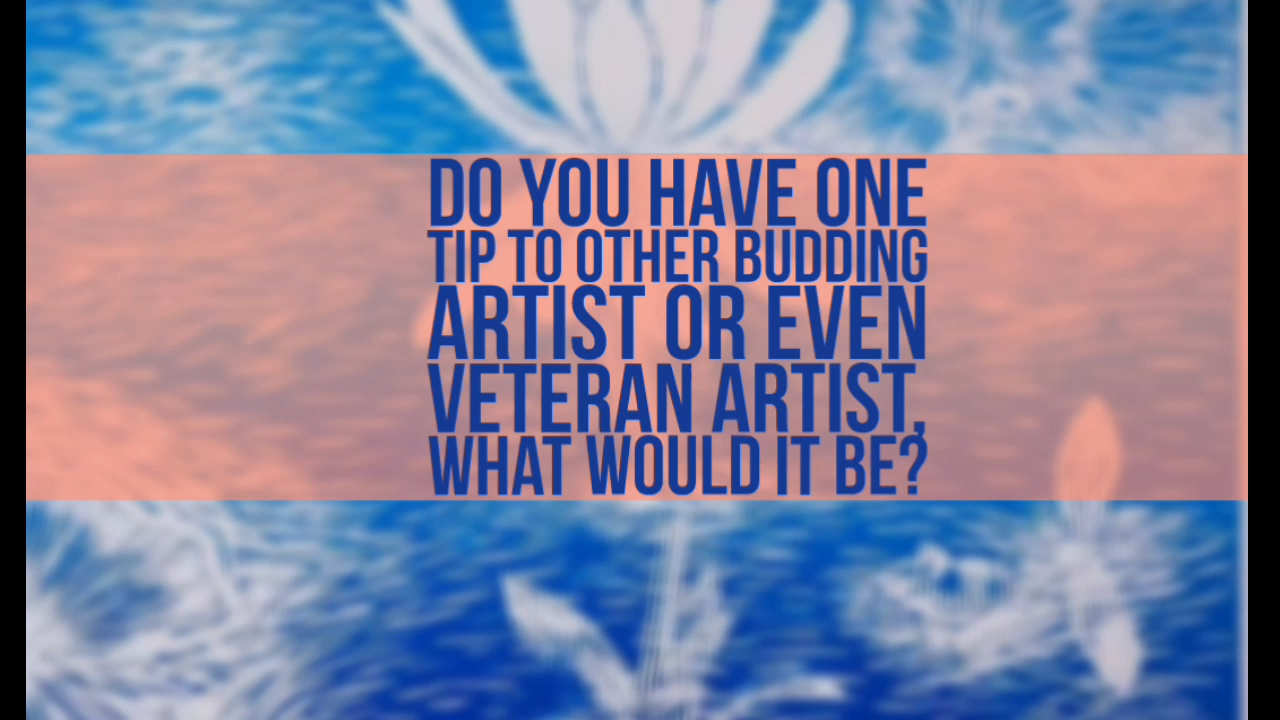 DO YOU HAVE ONE
TIP TO OTHER BUDDING
ARTIST OR EVEN
VETERAN ARTIST,
WHAT WOULD IT BE?